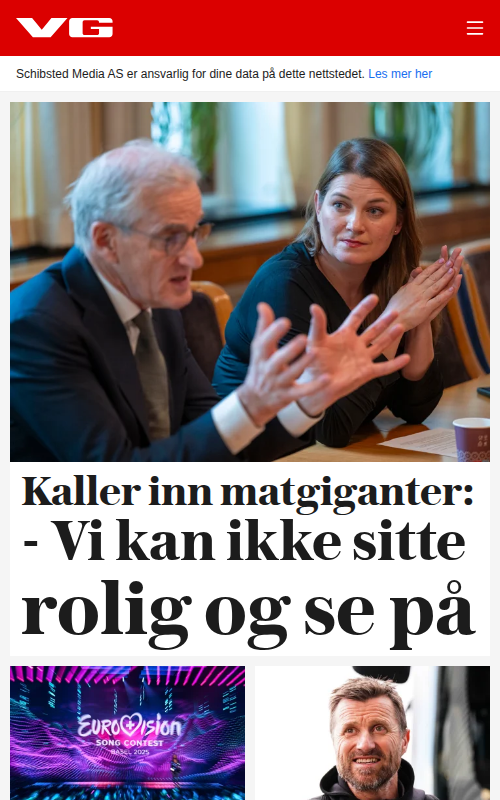 VG
Schibsted Media AS er ansvarlig for dine data på dette nettstedet. Les mer her
Kaller inn matgiganter:
- Vi kan ikke sitte
rolig og se på
EUROVISION
SONG CONTEST
BASEL 2025